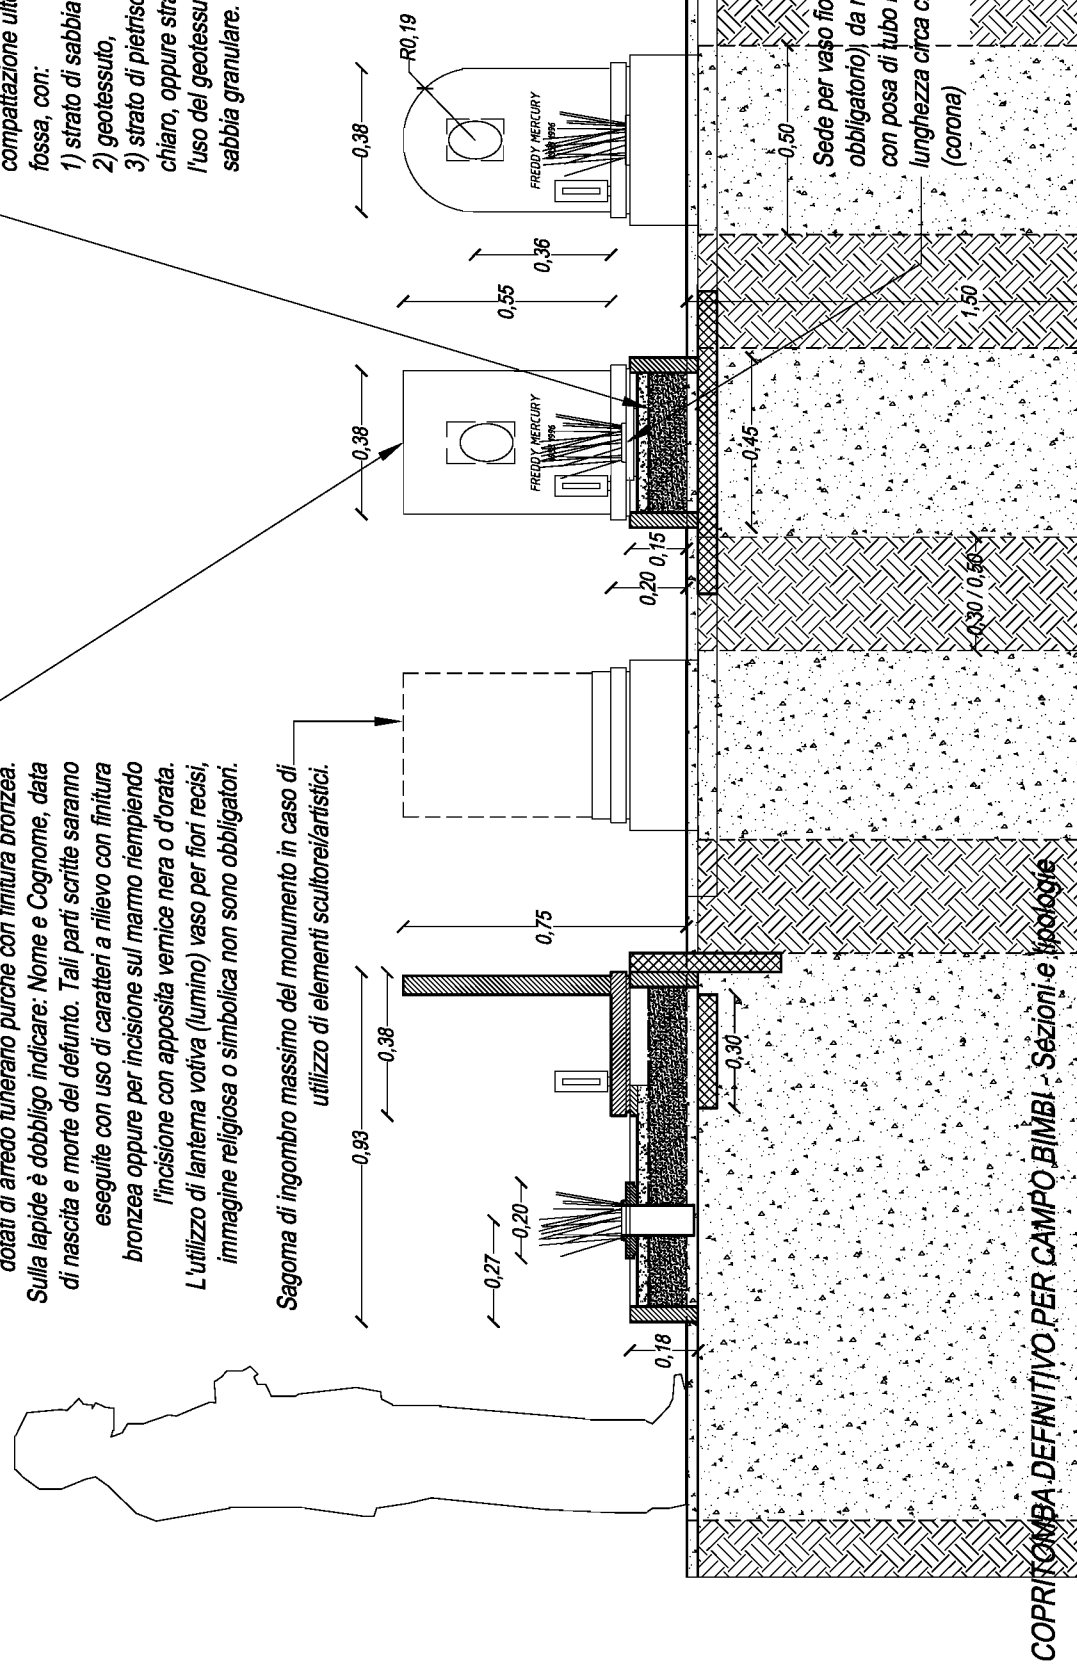 dotati di arredo funerario purchè con finitura bronzea.
Sulla lapide è dobbligo indicare: Nome e Cognome, data
di nascita e morte del defunto. Tali parti scritte saranno
eseguite con uso di caratteri a rilievo con finitura
bronzea oppure per incisione sul marmo riempiendo
l'incisione con apposita vernice nera o d'orata.
L'utilizzo di lanterna votiva (lumino) vaso per fiori recisi,
immagine religiosa o simbolica non sono obbligatori.
Sagoma di ingombro massimo del monumento in caso di
utilizzo di elementi scultorei/artistici.
compattazione ulte
fossa, con:
1) strato di sabbia
2) geotessuto,
3) strato di pietrisc
chiaro, oppure stra
l'uso del geotessu
sabbia granulare.
0,93
0,38
0,27
0,20
0,18
0,30
0,75
0,38
FREDDY MERCURY
1996
0,20
0,15
0,45
0,30 / 0,50
0,55
0,36
1,50
0,38
R0,19
FREDDY MERCURY
1996
0,50
Sede per vaso fio
obbligatorio), da r
con posa di tubo
lunghezza circa c
(corona)
COPRITOMBA DEFINITIVO PER CAMPO BIMBI - Sezioni e tipologie